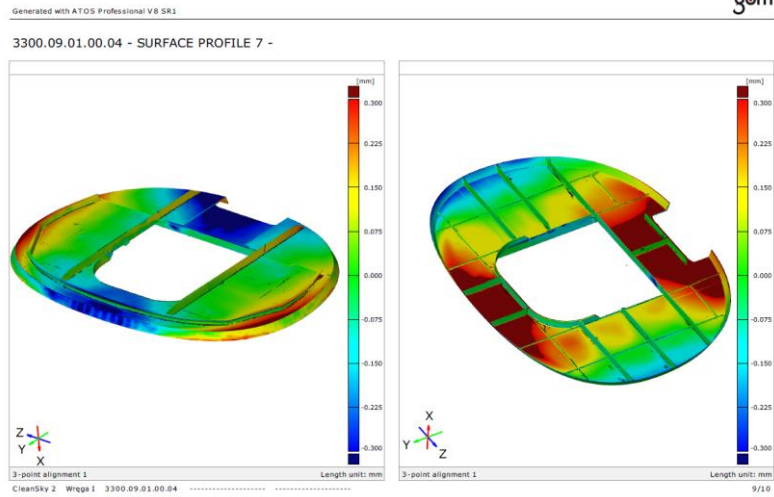 Generated with ATOS Professional V8 SR1
gom
3300.09.01.00.04 - SURFACE PROFILE 7 -
[mm]
0.300
0.225
0.150
0.075
0.000
-0.075
-0.150
-0.225
-0.300
Z
Y
X
3-point alignment 1
Length unit: mm
[mm]
0.300
0.225
0.150
0.075
0.000
-0.075
-0.150
-0.225
-0.300
X
Y
Z
3-point alignment 1
Length unit: mm
CleanSky 2 Wręga I 3300.09.01.00.04 -------------------- --------------------
9/10